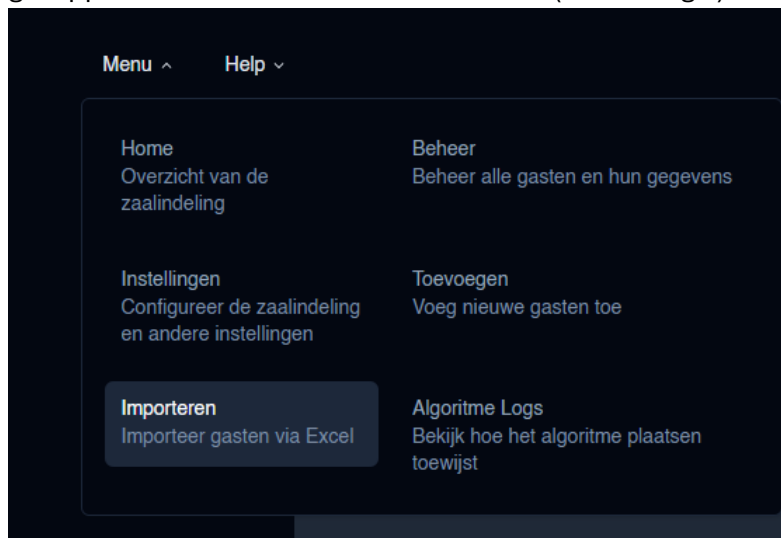 Menu Help
Home
Overzicht van de
zaalindeling
Beheer
Beheer alle gasten en hun gegevens
Instellingen
Configureer de zaalindeling
en andere instellingen
Toevoegen
Voeg nieuwe gasten toe
Importeren
Importeer gasten via Excel
Algoritme Logs
Bekijk hoe het algoritme plaatsen
toewijst